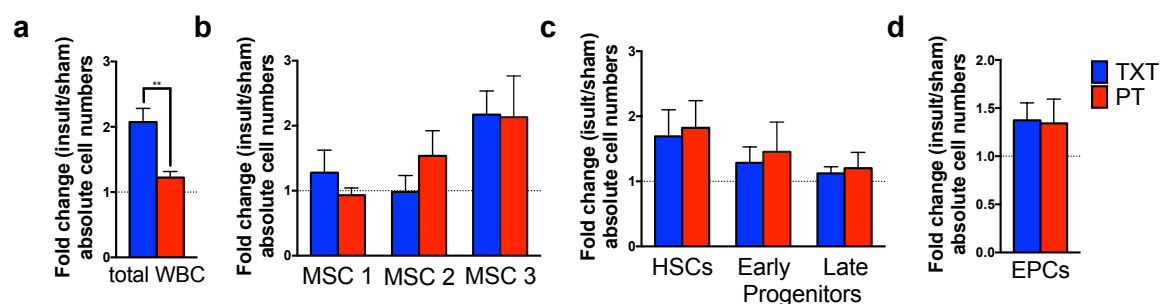 a
Fold change (insult/sham)
absolute cell numbers
3
2
1
0
**
total WBC
b
Fold change (insult/sham)
absolute cell numbers
3
2
1
0
MSC 1 MSC 2 MSC 3
c
Fold change (isult/sham)
absolute cell numbers
3
2
1
0
HSCs Early Late
Progenitors
d
Fold change (insult/sham)
absolute cell numbers
2.0
1.5
1.0
0.5
0.0
EPCs
TXT
PT